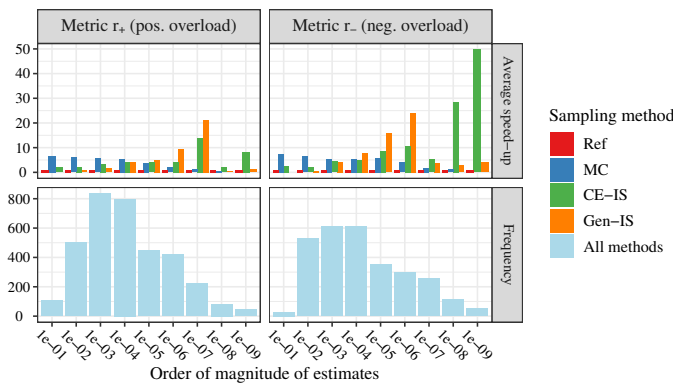 Metric r₊ (pos. overload)
Metric r₋ (neg. overload)
50
40
30
20
10
0
Average speed−up
800
600
400
200
0
Frequency
1e−01
1e−02
1e−03
1e−04
1e−05
1e−06
1e−07
1e−08
1e−09
1e−01
1e−02
1e−03
1e−04
1e−05
1e−06
1e−07
1e−08
1e−09
Order of magnitude of estimates
Sampling method
Ref
MC
CE−IS
Gen−IS
All methods